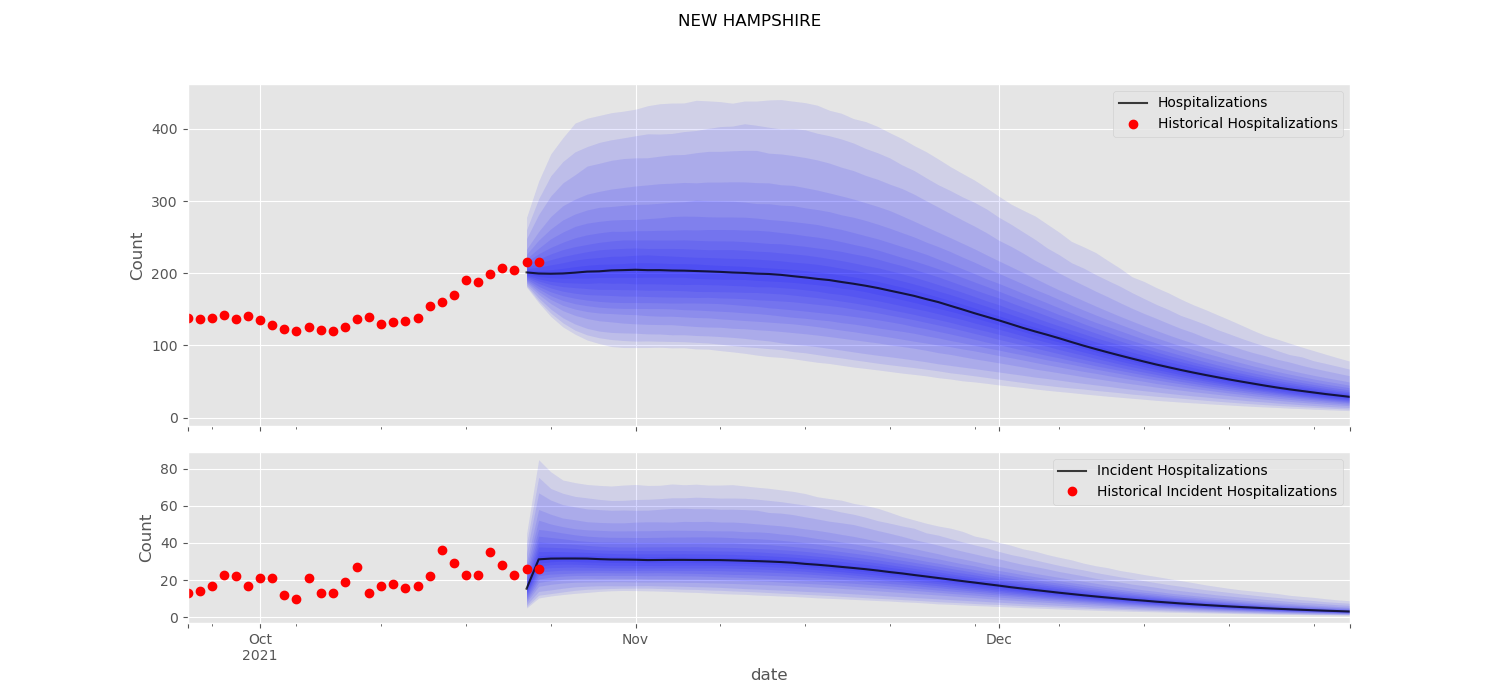 NEW HAMPSHIRE
Hospitalizations
Historical Hospitalizations
Count
400
300
200
100
0
Incident Hospitalizations
Historical Incident Hospitalizations
Count
80
60
40
20
0
Oct
2021
Nov
Dec
date